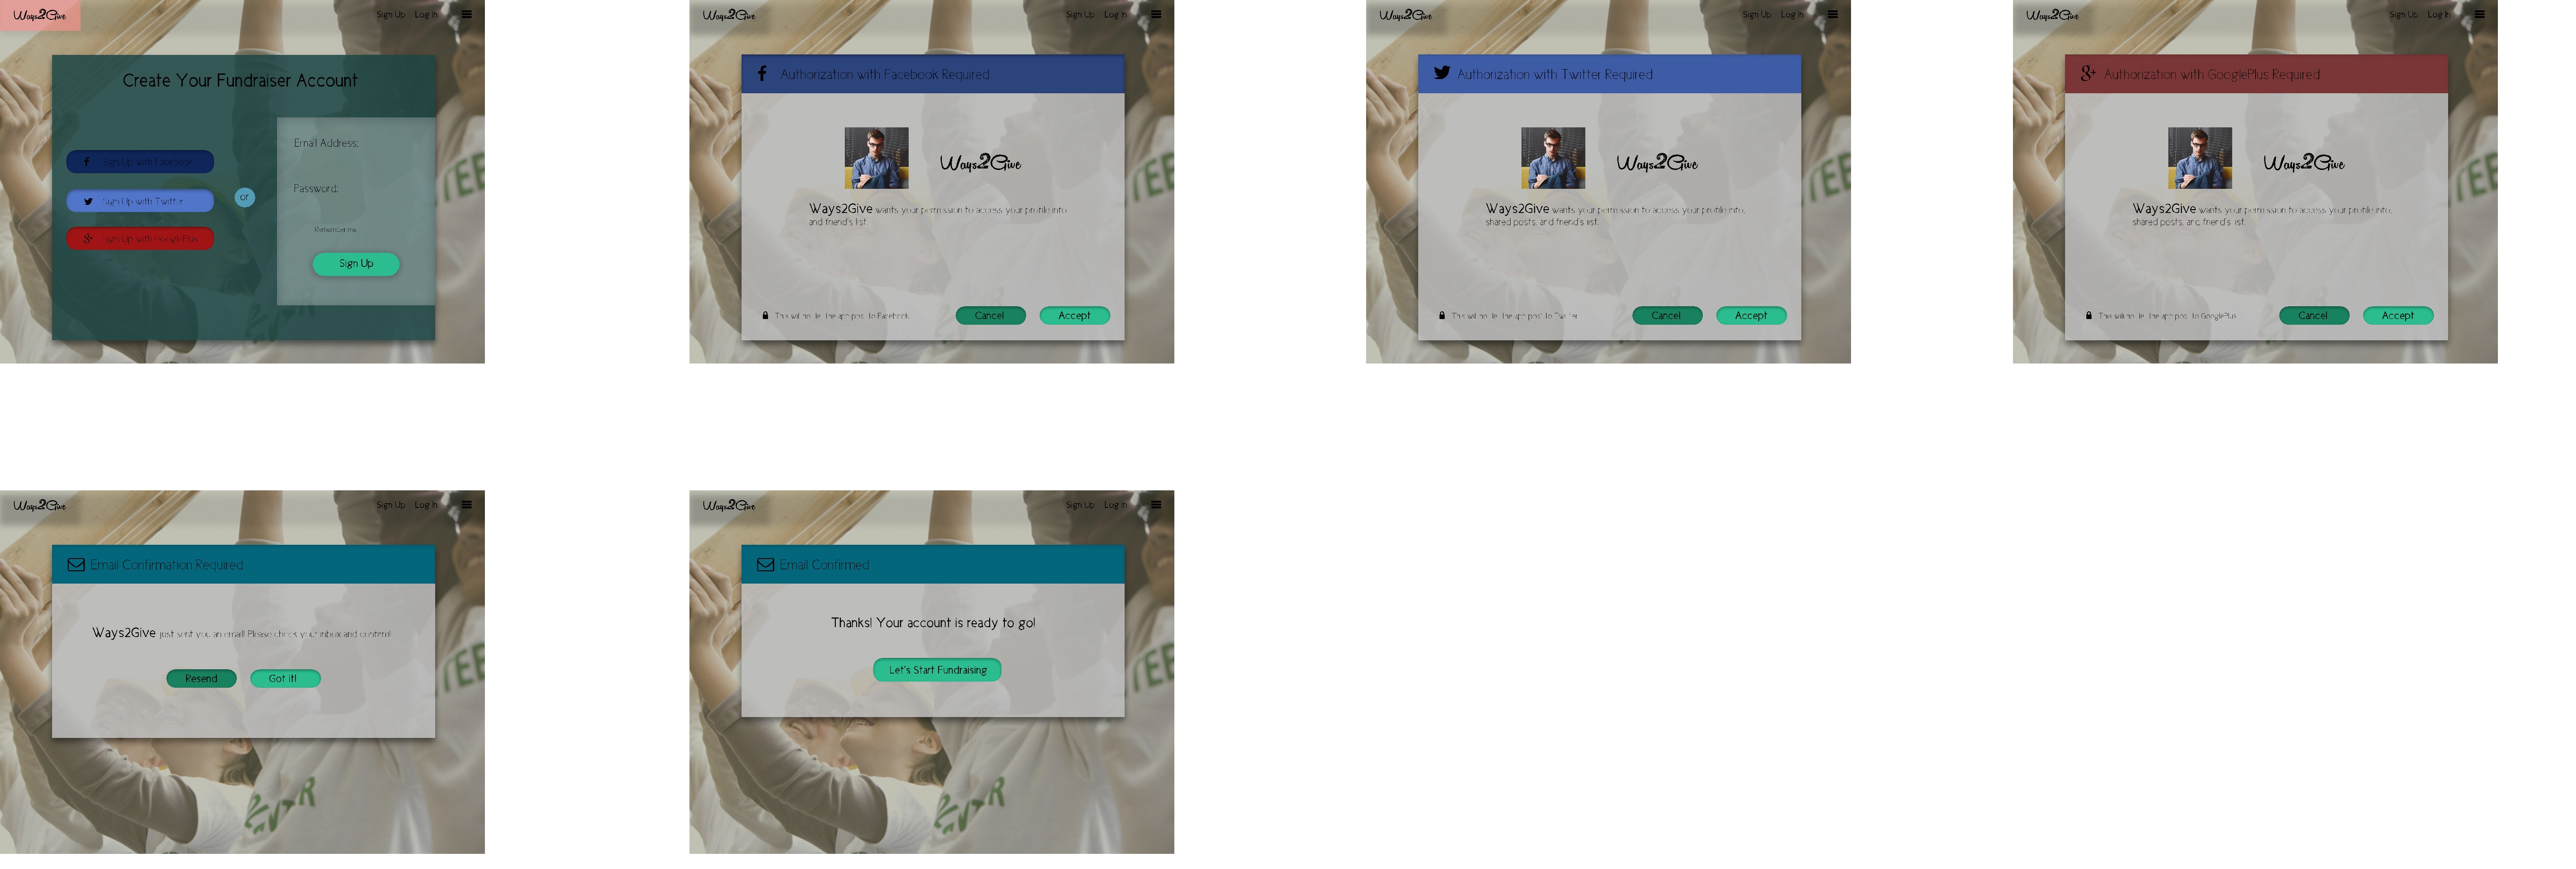 Ways2Give
Sign Up Log In
Create Your Fundraiser Account
Sign Up with Facebook
Sign Up with Twitter
Sign Up with GooglePlus
or
Email Address:
Password:
Remember me
Sign Up
Ways2Give
Sign Up Log In
Authorization with Facebook Required
Ways2Give
Ways2Give wants your permission to access your profile info
and friend's list.
This will not let the app post to Facebook
Cancel
Accept
Ways2Give
Sign Up Log In
Authorization with Twitter Required
Ways2Give
Ways2Give wants your permission to access your profile info,
shared posts, and friend's list.
This will not let the app post to Twitter
Cancel
Accept
Ways2Give
Sign Up Log In
Authorization with GooglePlus Required
Ways2Give
Ways2Give wants your permission to access your profile info,
shared posts, and friend's list.
This will not let the app post to GooglePlus
Cancel
Accept
Ways2Give
Sign Up Log In
Email Confirmation Required
Ways2Give just sent you an email! Please check your inbox and confirm!
Resend
Got it!
Ways2Give
Sign Up Log In
Email Confirmed
Thanks! Your account is ready to go!
Let's Start Fundraising